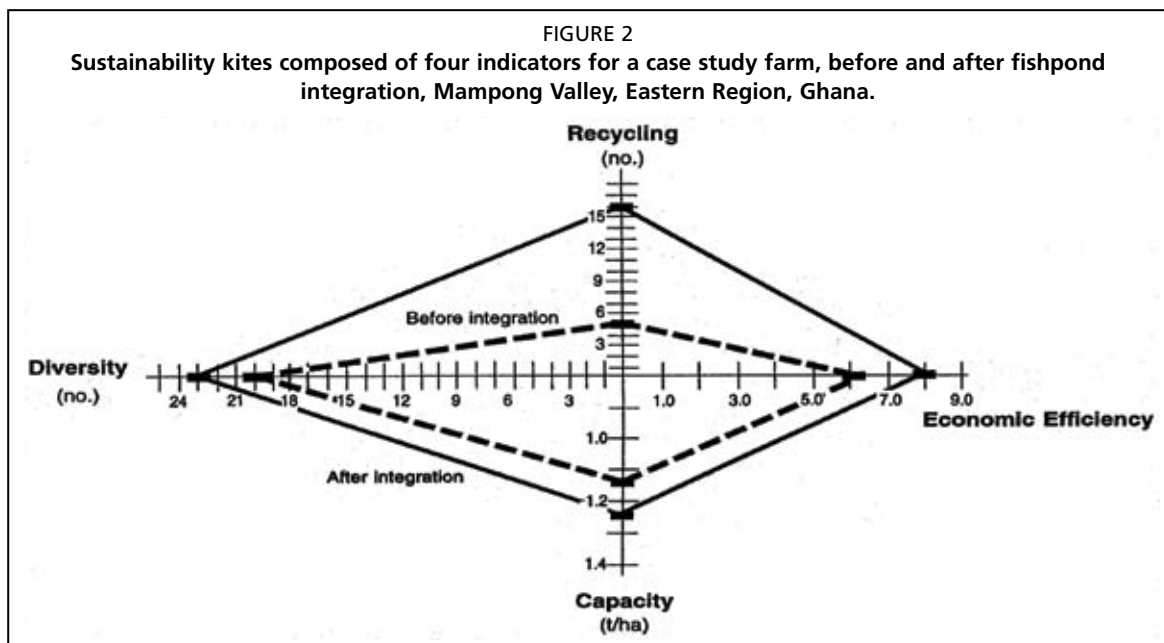 FIGURE 2
Sustainability kites composed of four indicators for a case study farm, before and after fishpond
integration, Mampong Valley, Eastern Region, Ghana.
Recycling
(no.)
15
12
9
6
3
Before integration
Diversity
(no.)
24 21 18 15 12 9 6 3 1.0 3.0 5.0 7.0 9.0
Economic Efficiency
1.0
After integration
1.2
1.4
Capacity
(t/ha)